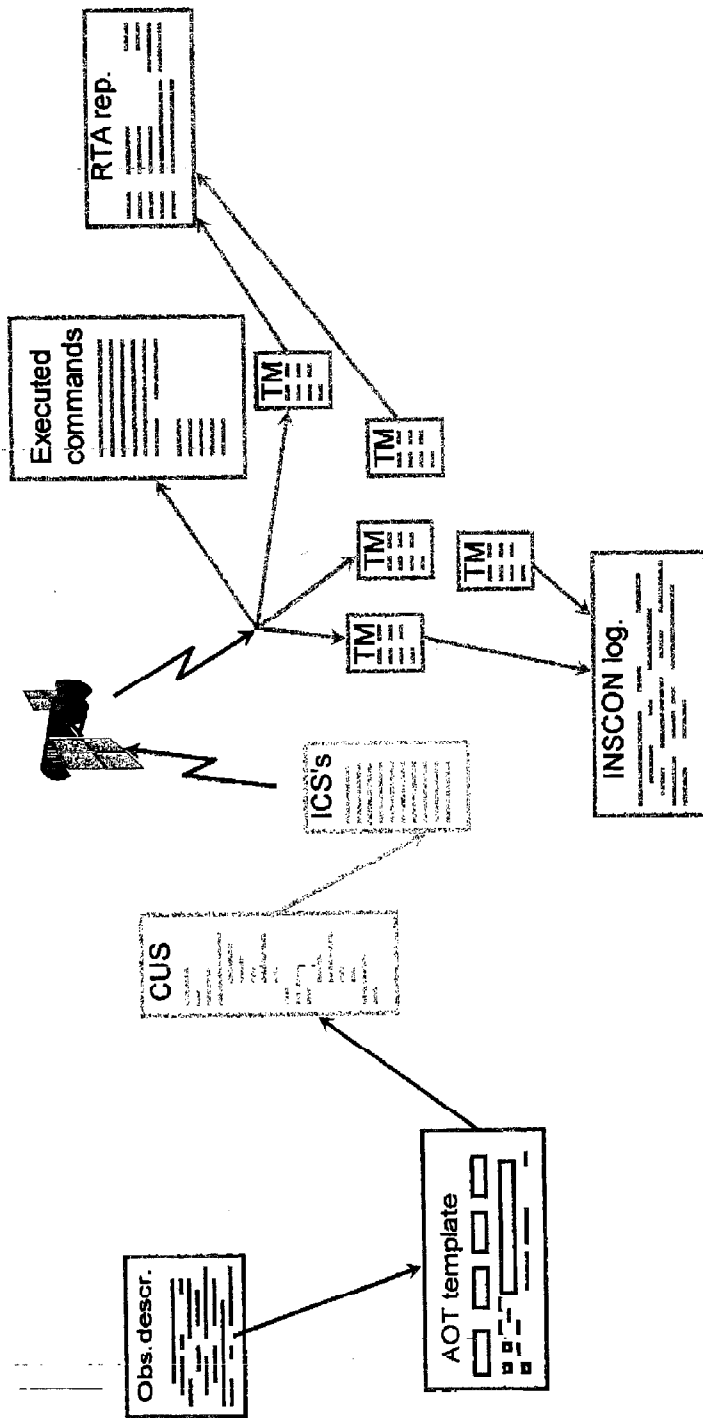 Obs. descr.
AOT template
CUS
ICS's
Executed
commands
TM
TM
TM
TM
TM
RTA rep.
INSCON log.